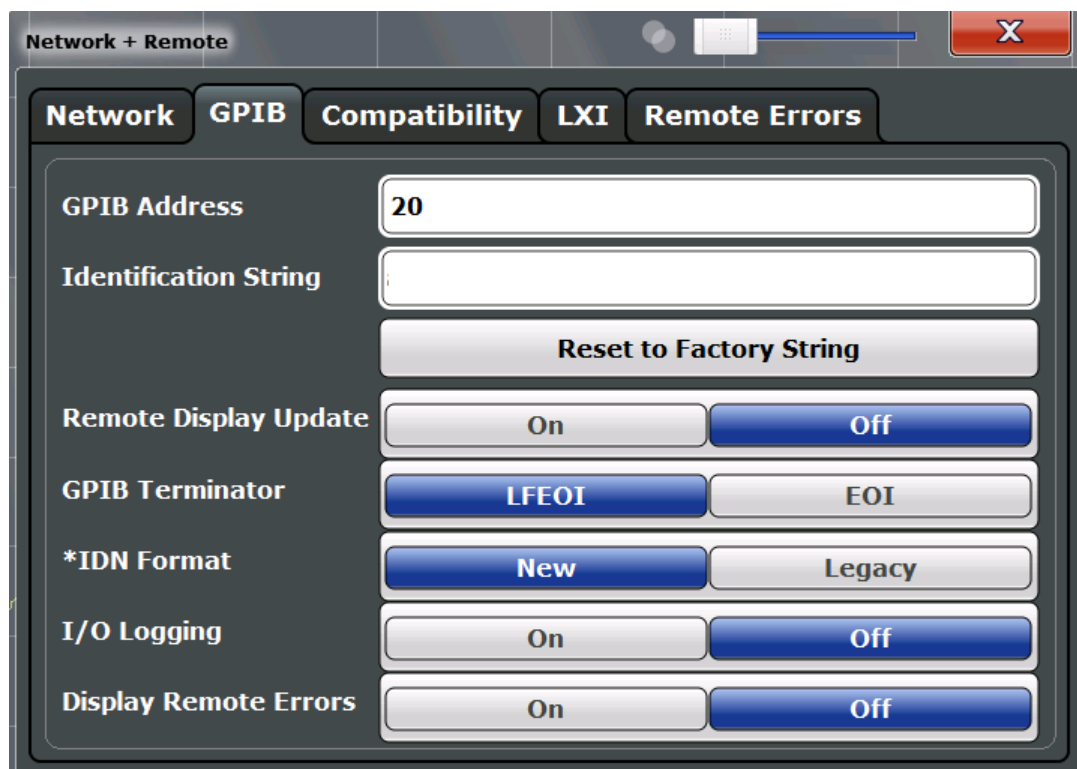 Network + Remote
X
Network GPIB Compatibility LXI Remote Errors
GPIB Address 20
Identification String
Reset to Factory String
Remote Display Update On Off
GPIB Terminator LFEOI EOI
*IDN Format New Legacy
I/O Logging On Off
Display Remote Errors On Off